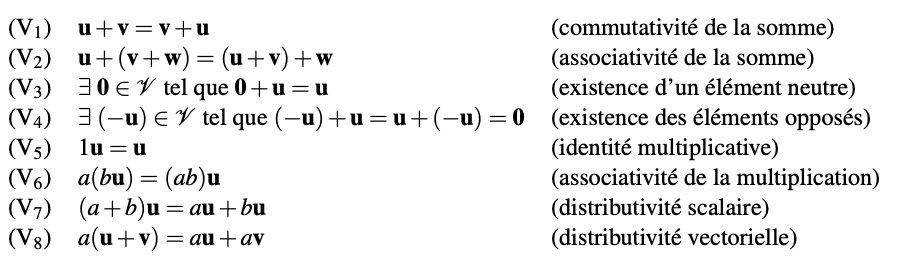 (V₁) u + v = v + u (commutativité de la somme)
(V₂) u + (v + w) = (u + v) + w (associativité de la somme)
(V₃) ∃ 0 ∈ 𝒱 tel que 0 + u = u (existence d’un élément neutre)
(V₄) ∃ (−u) ∈ 𝒱 tel que (−u) + u = u + (−u) = 0 (existence des éléments opposés)
(V₅) 1u = u (identité multiplicative)
(V₆) a(bu) = (ab)u (associativité de la multiplication)
(V₇) (a + b)u = au + bu (distributivité scalaire)
(V₈) a(u + v) = au + av (distributivité vectorielle)